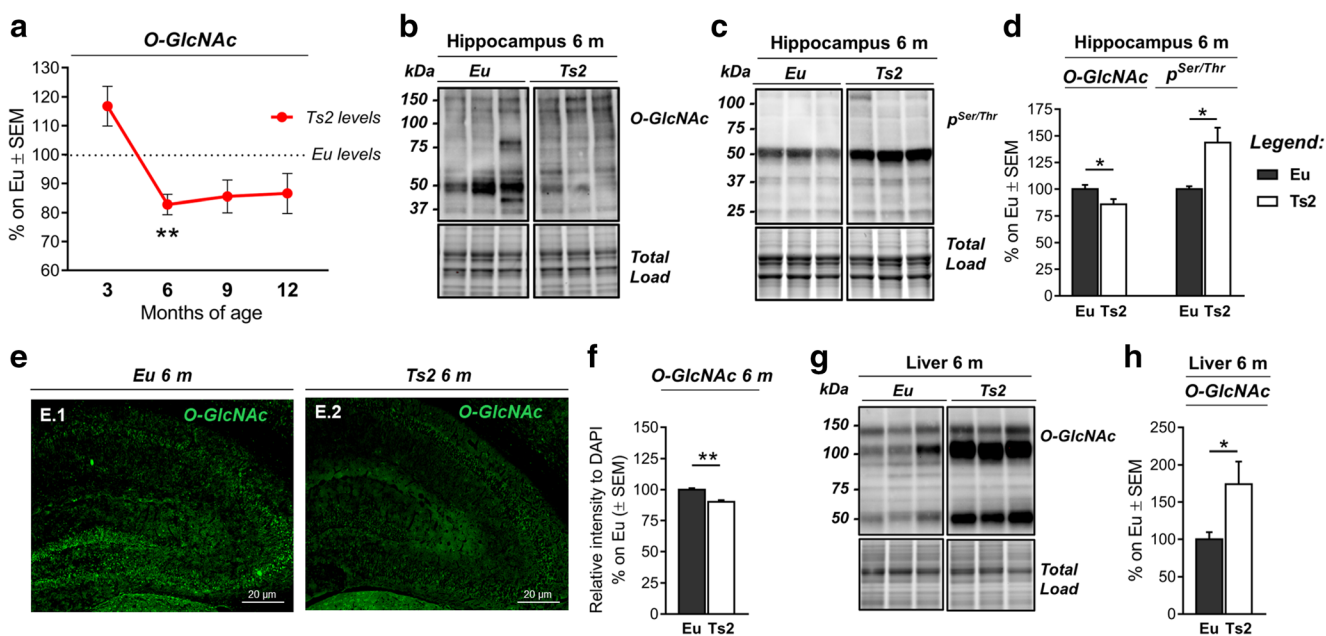 a
O-GlcNAc
% on Eu ± SEM
130
120
110
100
90
80
70
60
Ts2 levels
Eu levels
**
3 6 9 12
Months of age
b
Hippocampus 6 m
kDa
Eu Ts2
150
100
75
50
37
O-GlcNAc
Total
Load
c
Hippocampus 6 m
kDa
Eu Ts2
100
75
50
37
25
pSer/Thr
Total
Load
d
Hippocampus 6 m
O-GlcNAc pSer/Thr
% on Eu ± SEM
175
150
125
100
75
50
* *
Eu Ts2 Eu Ts2
Legend:
Eu
Ts2
e
Eu 6 m
E.1 O-GlcNAc
20 µm
Ts2 6 m
E.2 O-GlcNAc
20 µm
f
O-GlcNAc 6 m
Relative intensity to DAPI
% on Eu (± SEM)
150
125
100
75
50
25
0
**
Eu Ts2
g
Liver 6 m
kDa
Eu Ts2
150
100
50
O-GlcNAc
Total
Load
h
Liver 6 m
O-GlcNAc
% on Eu ± SEM
250
200
150
100
50
0
*
Eu Ts2